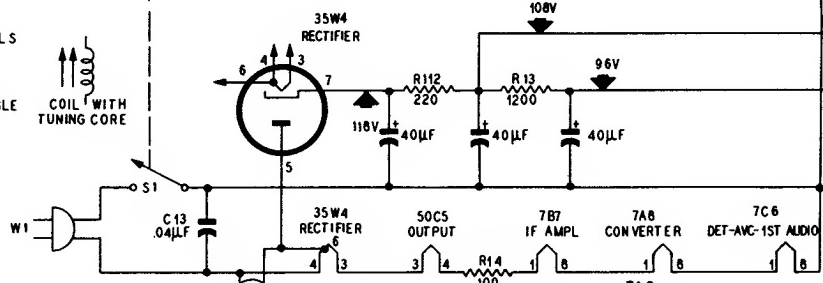 LS
108V
35W4
RECTIFIER
4
3
6
7
96V
R112
220
R13
1200
BLE
COIL WITH
TUNING CORE
118V
40µF
+
40µF
+
40µF
+
5
S1
W1
C13
.04µF
35W4
RECTIFIER
50C5
OUTPUT
7B7
IF AMPL
7A8
CONVERTER
7C6
DET-AVC-1ST AUDIO
6
4
3
3
4
R14
1
8
1
8
1
8